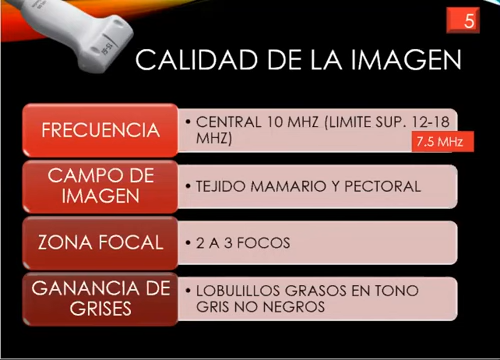 5
CALIDAD DE LA IMAGEN
FRECUENCIA
• CENTRAL 10 MHZ (LIMITE SUP. 12-18
MHZ)
7.5 MHz
CAMPO DE
IMAGEN
• TEJIDO MAMARIO Y PECTORAL
ZONA FOCAL
• 2 A 3 FOCOS
GANANCIA DE
GRISES
• LOBULILLOS GRASOS EN TONO
GRIS NO NEGROS